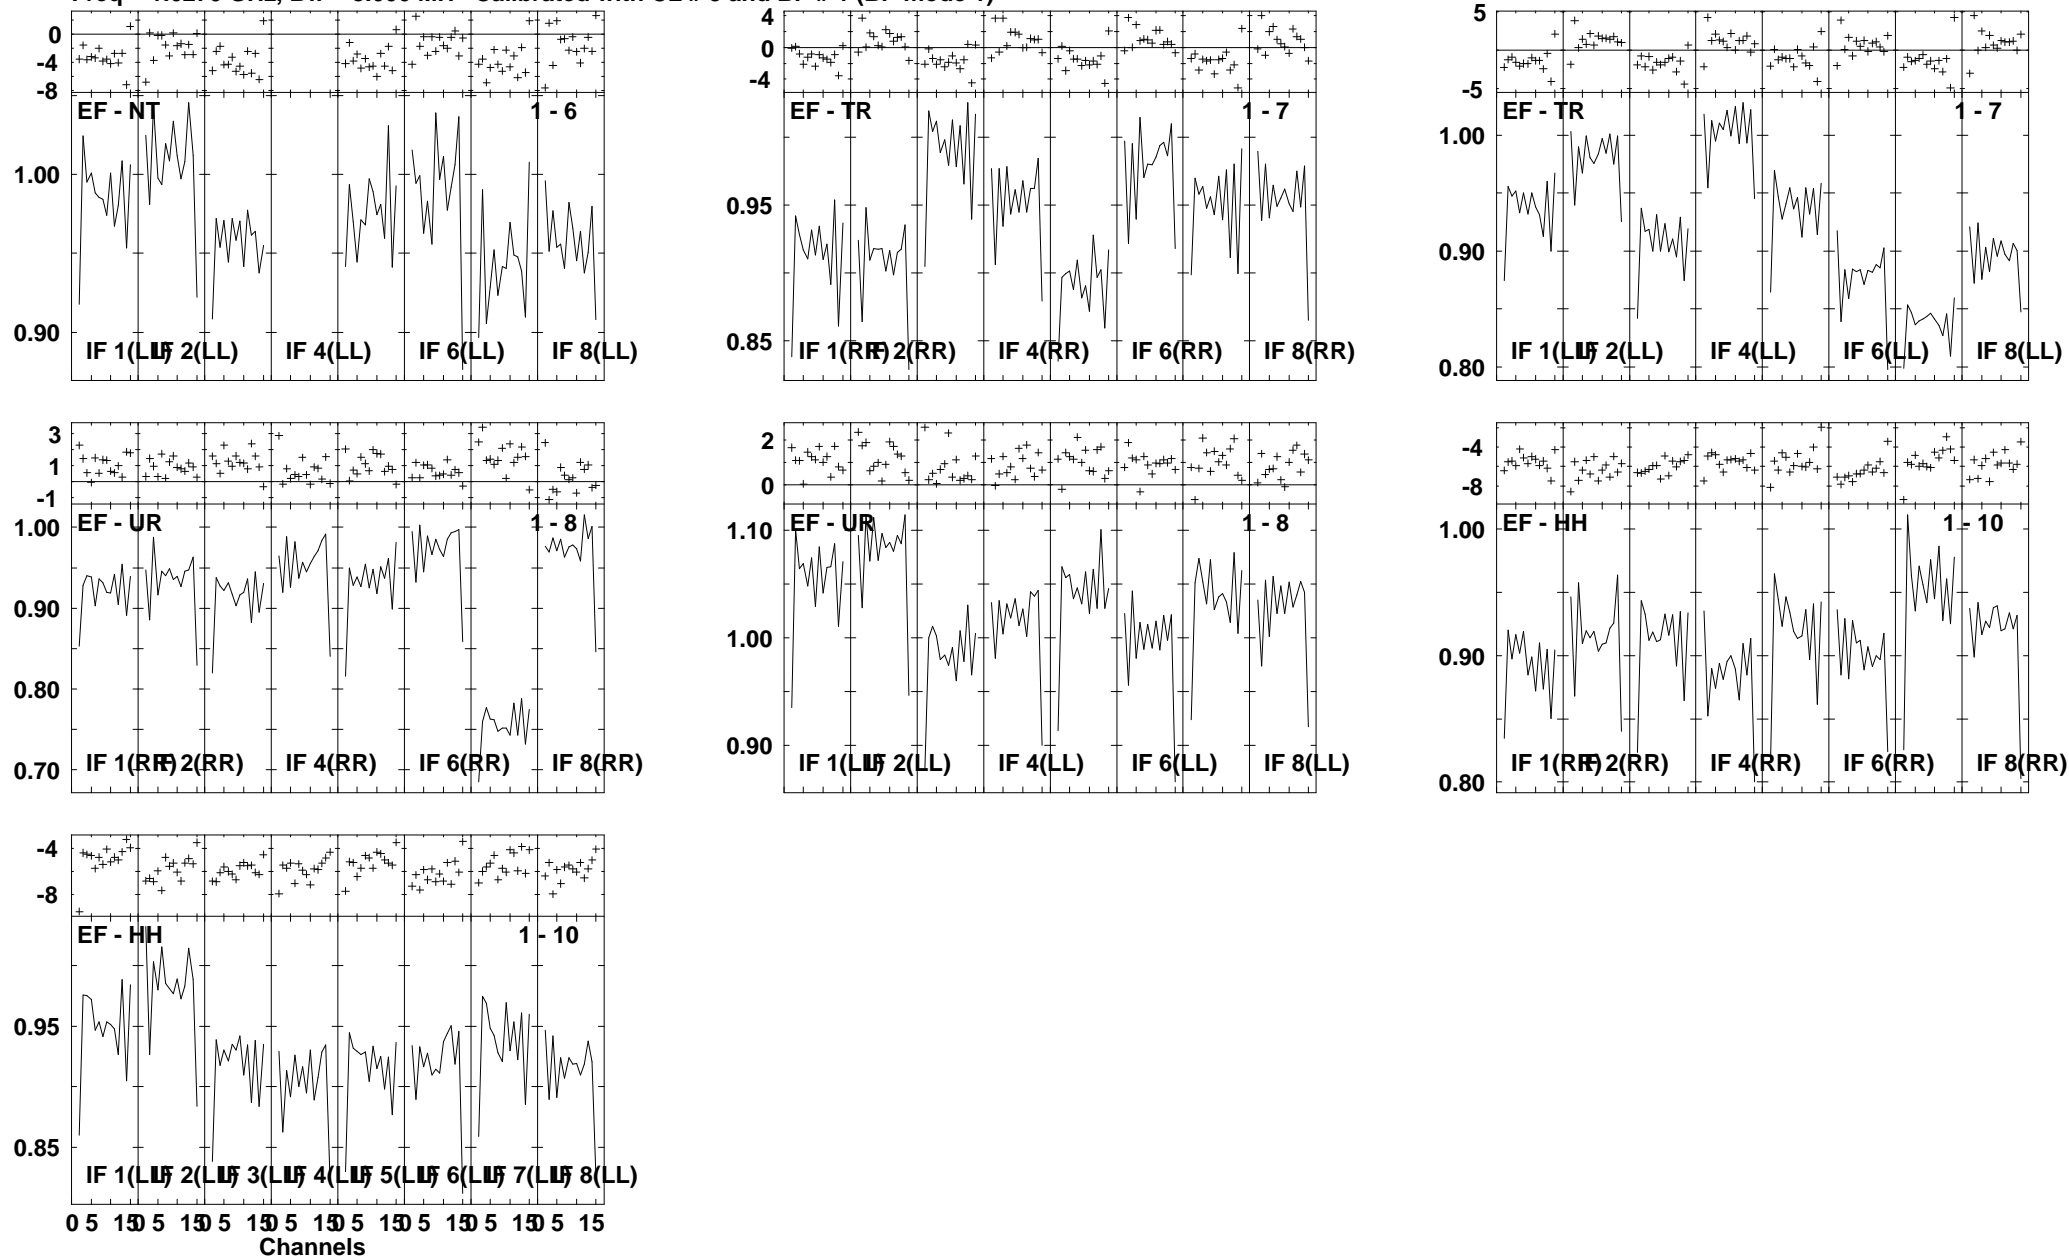 0
-4
-8
EF - NT
1 - 6
1.00
0.90
IF 1(LL) IF 2(LL) IF 4(LL) IF 6(LL) IF 8(LL)
4
0
-4
EF - TR
1 - 7
0.95
0.85
IF 1(RR) IF 2(RR) IF 4(RR) IF 6(RR) IF 8(RR)
5
-5
EF - TR
1 - 7
1.00
0.90
0.80
IF 1(LL) IF 2(LL) IF 4(LL) IF 6(LL) IF 8(LL)
3
1
-1
EF - UR
1 - 8
1.00
0.90
0.80
0.70
IF 1(RR) IF 2(RR) IF 4(RR) IF 6(RR) IF 8(RR)
2
0
EF - UR
1 - 8
1.10
1.00
0.90
IF 1(LL) IF 2(LL) IF 4(LL) IF 6(LL) IF 8(LL)
-4
-8
EF - HH
1 - 10
1.00
0.90
0.80
IF 1(RR) IF 2(RR) IF 4(RR) IF 6(RR) IF 8(RR)
-4
-8
EF - HH
1 - 10
0.95
0.85
IF 1(LL) IF 2(LL) IF 3(LL) IF 4(LL) IF 5(LL) IF 6(LL) IF 7(LL) IF 8(LL)
0 5 15 0 5 15 0 5 15 0 5 15 0 5 15 0 5 15 0 5 15 0 5 15
Channels